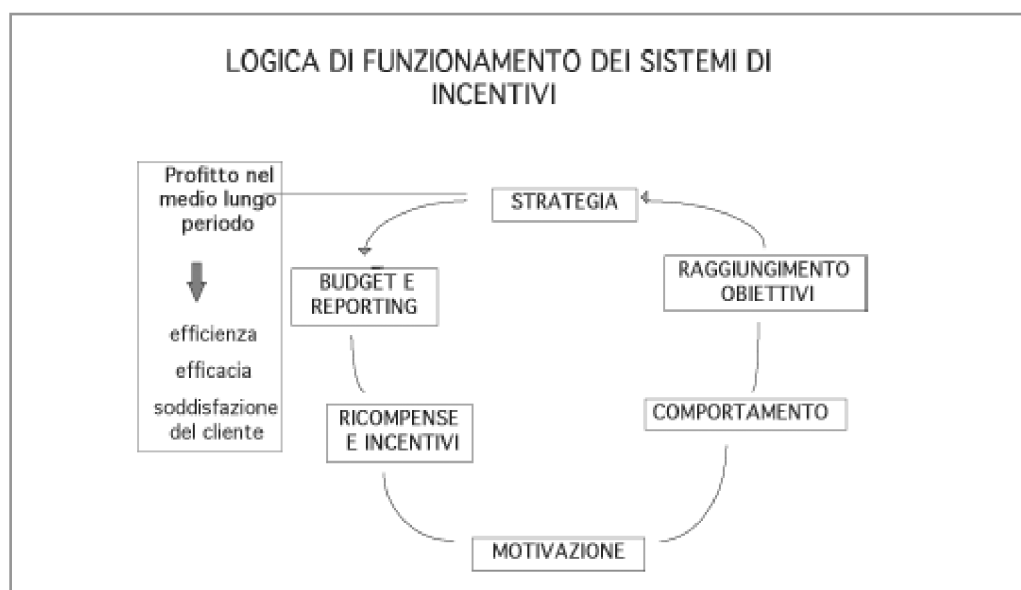 LOGICA DI FUNZIONAMENTO DEI SISTEMI DI
INCENTIVI
Profitto nel
medio lungo
periodo
efficienza
efficacia
soddisfazione
del cliente
STRATEGIA
BUDGET E
REPORTING
RICOMPENSE
E INCENTIVI
MOTIVAZIONE
COMPORTAMENTO
RAGGIUNGIMENTO
OBIETTIVI